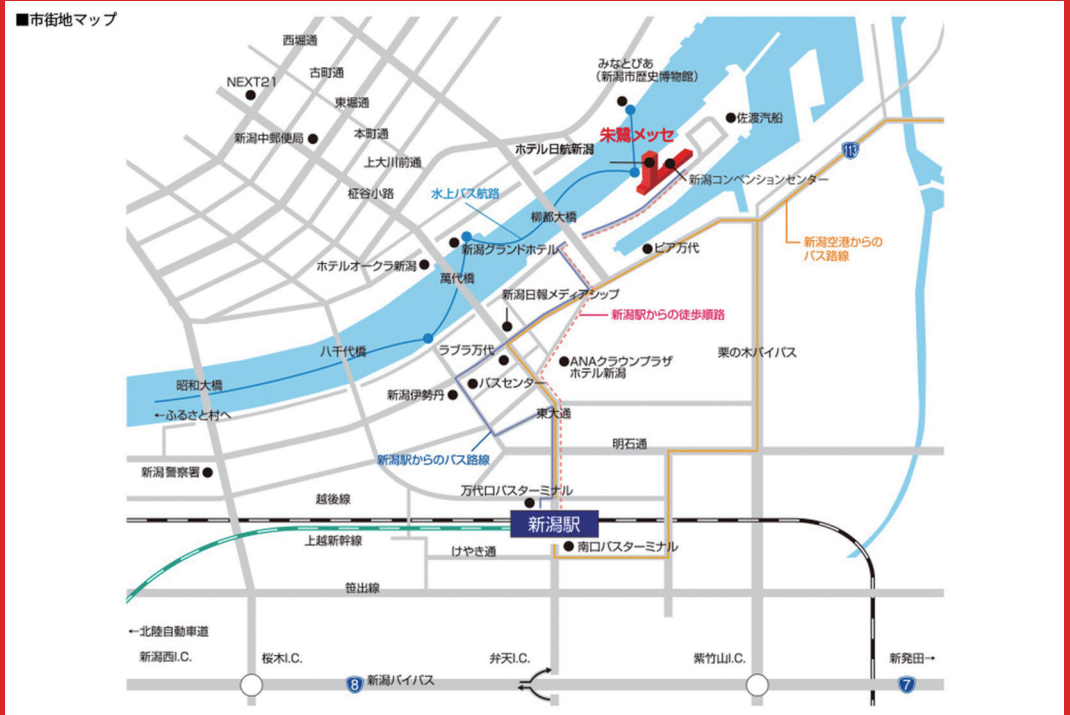 ■市街地マップ
西堀通
古町通
NEXT21
東堀通
新潟中郵便局
本町通
上大川前通
柾谷小路
みなとぴあ
（新潟市歴史博物館）
佐渡汽船
朱鷺メッセ
ホテル日航新潟
113
新潟コンベンションセンター
水上バス航路
柳都大橋
新潟グランドホテル
ピア万代
新潟空港からの
バス路線
ホテルオークラ新潟
萬代橋
新潟日報メディアシップ
新潟駅からの徒歩順路
八千代橋
ラブラ万代
栗の木バイパス
ANAクラウンプラザ
ホテル新潟
昭和大橋
バスセンター
新潟伊勢丹
←ふるさと村へ
東大通
明石通
新潟駅からのバス路線
新潟警察署
万代口バスターミナル
越後線
新潟駅
上越新幹線
けやき通
南口バスターミナル
笹出線
←北陸自動車道
新潟西I.C.
桜木I.C.
弁天I.C.
紫竹山I.C.
新発田→
8
新潟バイパス
7